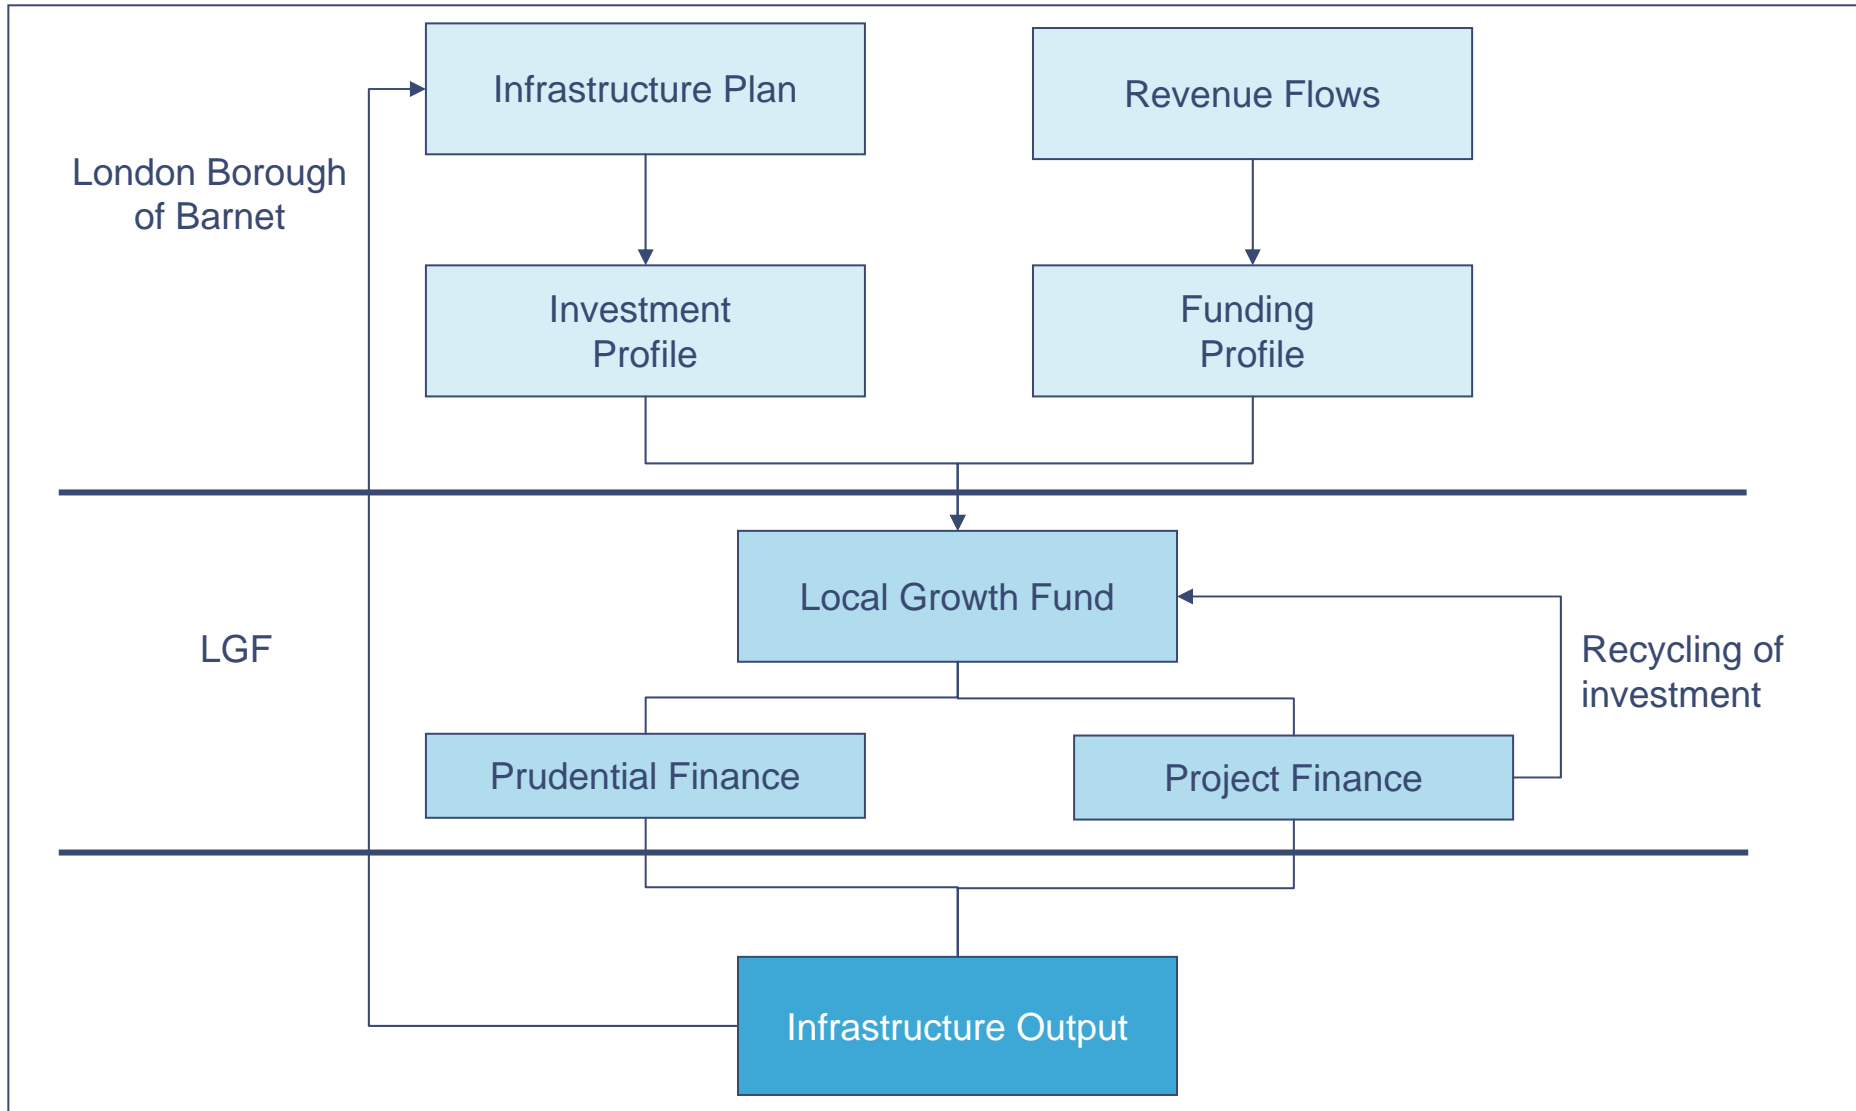 Infrastructure Plan
Revenue Flows
London Borough
of Barnet
Investment
Profile
Funding
Profile
Local Growth Fund
LGF
Recycling of
investment
Prudential Finance
Project Finance
Infrastructure Output